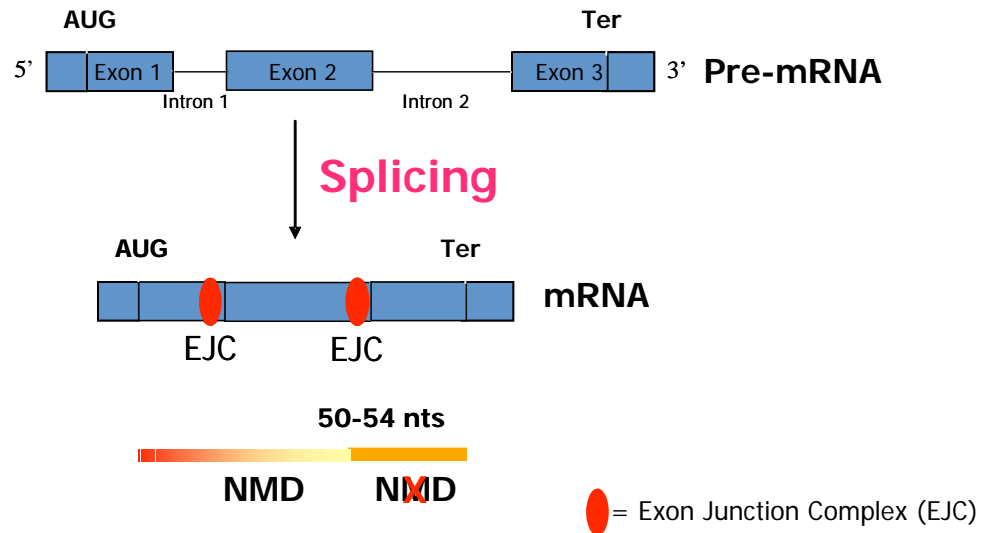 AUG Ter
5’ Exon 1 Exon 2 Exon 3 3’ Pre-mRNA
Intron 1 Intron 2
Splicing
AUG Ter
mRNA
EJC EJC
50-54 nts
NMD NMD
X
= Exon Junction Complex (EJC)